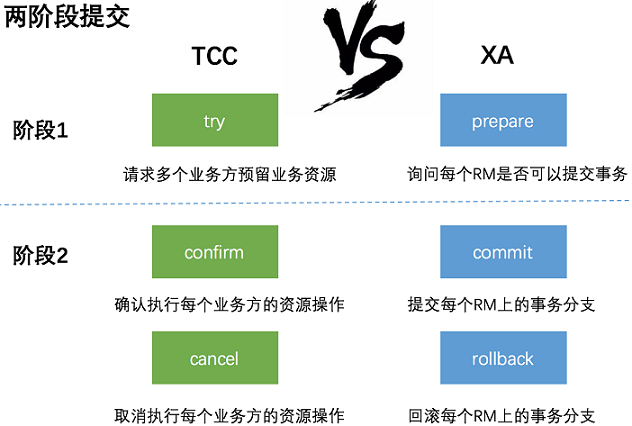 两阶段提交
VS
TCC
XA
阶段1
try
prepare
请求多个业务方预留业务资源
询问每个RM是否可以提交事务
阶段2
confirm
commit
确认执行每个业务方的资源操作
提交每个RM上的事务分支
cancel
rollback
取消执行每个业务方的资源操作
回滚每个RM上的事务分支